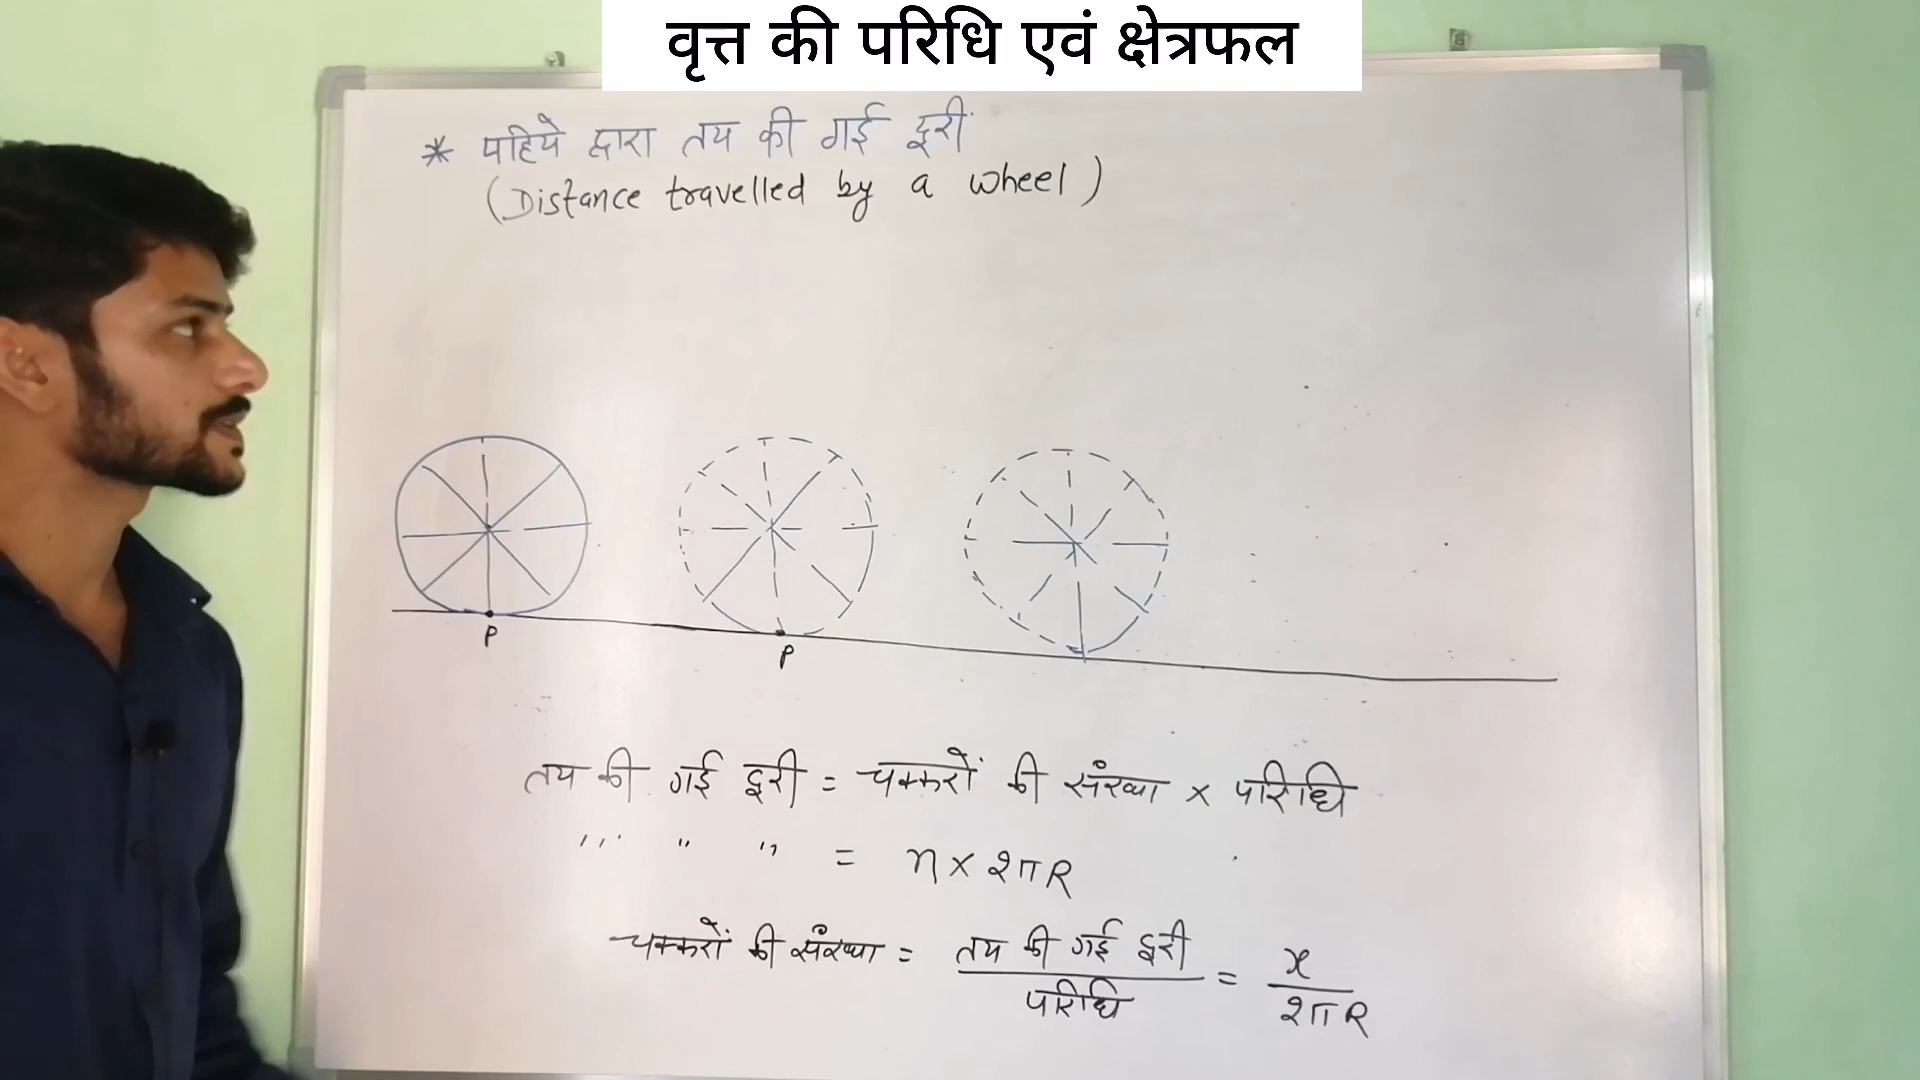 वृत्त की परिधि एवं क्षेत्रफल
* पहिये द्वारा तय की गई दूरी
(Distance travelled by a wheel)
P
P
तय की गई दूरी = चक्करों की संख्या × परिधि
,, ,, ,, = n × 2πR
चक्करों की संख्या = तय की गई दूरी / परिधि = x / 2πR